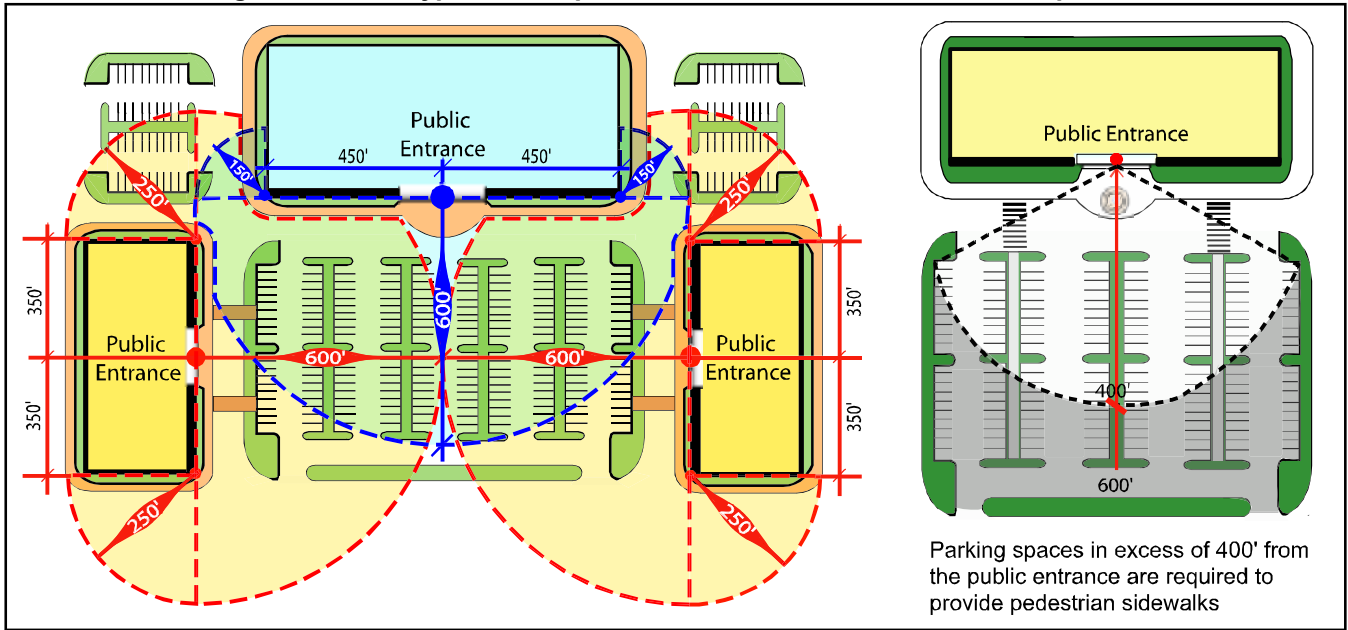 Public
Entrance
450'
450'
150'
150'
250'
250'
600'
350'
350'
350'
350'
Public
Entrance
600'
600'
Public
Entrance
250'
250'
Public Entrance
400'
600'
Parking spaces in excess of 400' from
the public entrance are required to
provide pedestrian sidewalks